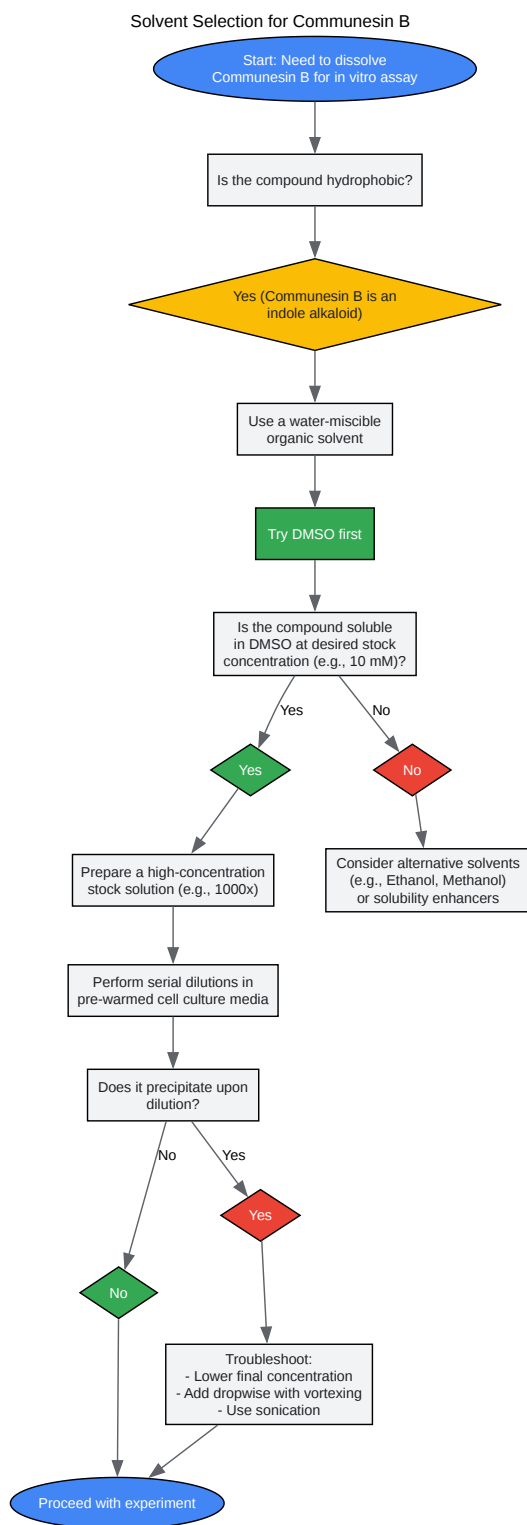 Solvent Selection for Communesin B
Start: Need to dissolve
Communesin B for in vitro assay
Is the compound hydrophobic?
Yes (Communesin B is an
indole alkaloid)
Use a water-miscible
organic solvent
Try DMSO first
Is the compound soluble
in DMSO at desired stock
concentration (e.g., 10 mM)?
Yes
No
Yes
No
Prepare a high-concentration
stock solution (e.g., 1000x)
Consider alternative solvents
(e.g., Ethanol, Methanol)
or solubility enhancers
Perform serial dilutions in
pre-warmed cell culture media
Does it precipitate upon
dilution?
No
Yes
Yes
No
Troubleshoot:
- Lower final concentration
- Add dropwise with vortexing
- Use sonication
Proceed with experiment